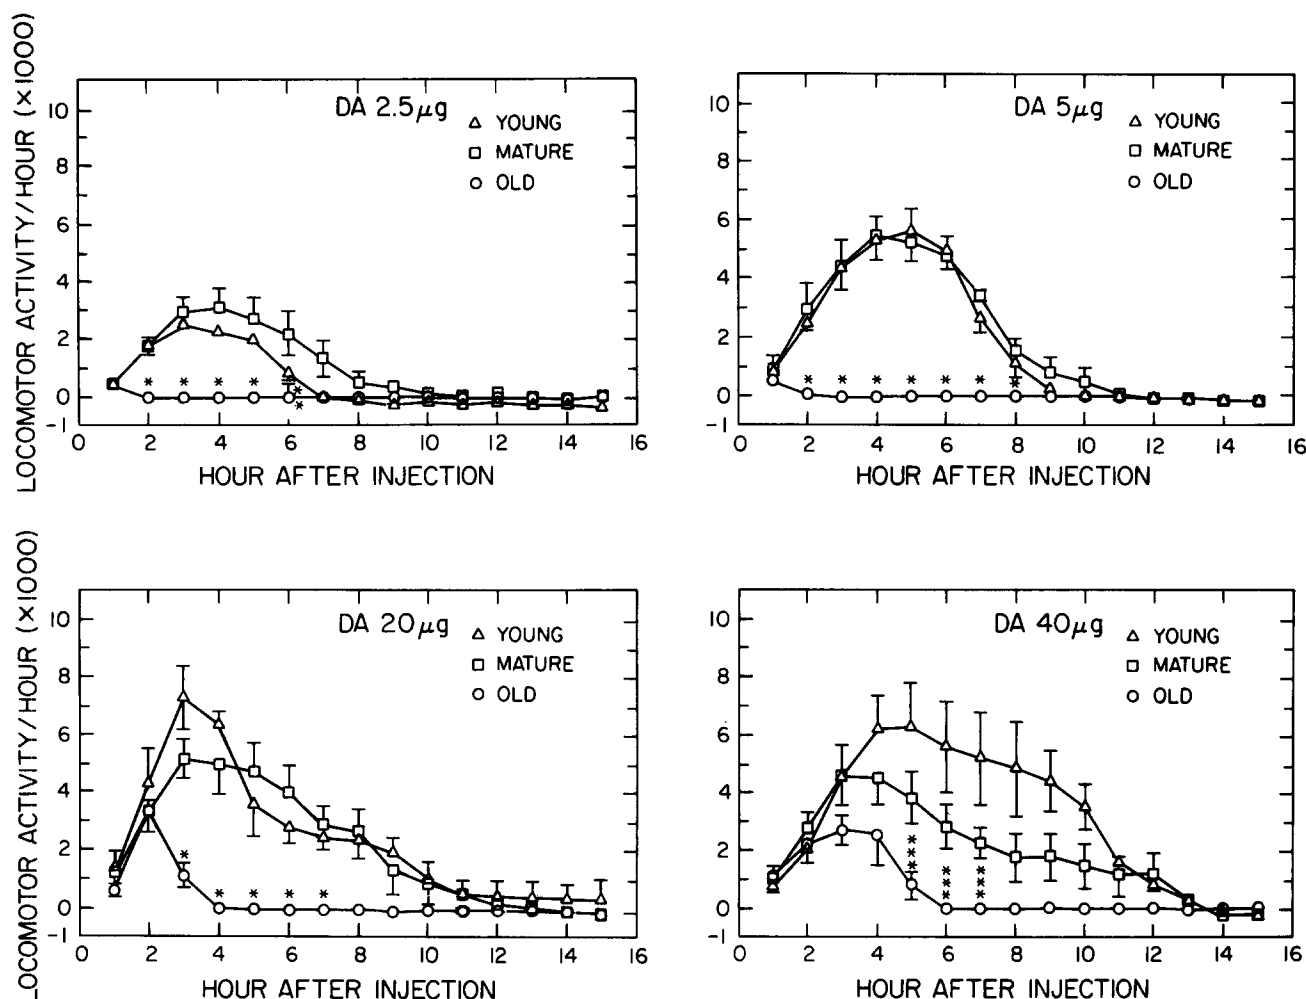 LOCOMOTOR ACTIVITY/HOUR (×1000)
DA 2.5µg
△ YOUNG
□ MATURE
○ OLD
10
8
6
4
2
0
-1
* * * * * *
*
0 2 4 6 8 10 12 14 16
HOUR AFTER INJECTION
DA 5µg
△ YOUNG
□ MATURE
○ OLD
10
8
6
4
2
0
-1
* * * * * * *
0 2 4 6 8 10 12 14 16
HOUR AFTER INJECTION
LOCOMOTOR ACTIVITY/HOUR (×1000)
DA 20µg
△ YOUNG
□ MATURE
○ OLD
10
8
6
4
2
0
-1
*
* * * *
0 2 4 6 8 10 12 14 16
HOUR AFTER INJECTION
DA 40µg
△ YOUNG
□ MATURE
○ OLD
10
8
6
4
2
0
-1
*** *** ***
0 2 4 6 8 10 12 14 16
HOUR AFTER INJECTION